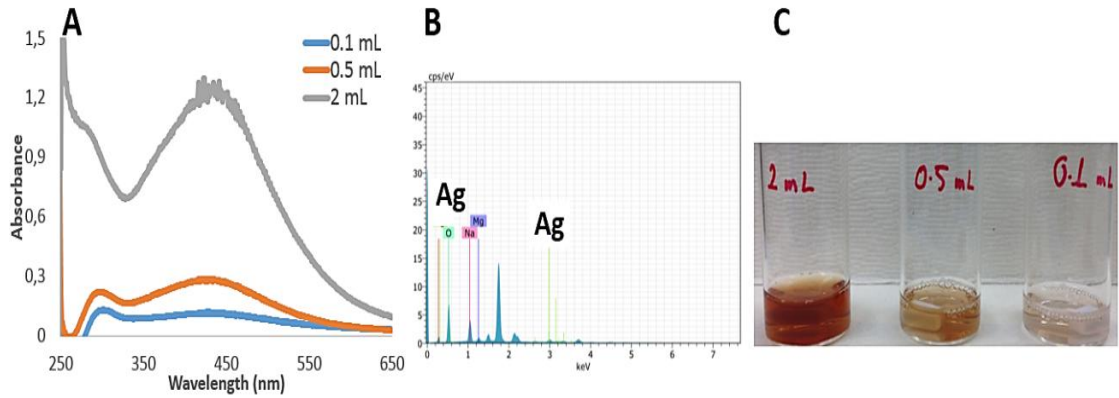 A
1,5
1,2
0,9
0,6
0,3
0
Absorbance
250
350
450
550
650
Wavelength (nm)
0.1 mL
0.5 mL
2 mL
B
cps/eV
45
40
35
30
25
20
15
10
5
0
Ag
O
Na
Mg
Ag
0
1
2
3
4
5
6
7
keV
C
2 mL
0.5 mL
0.1 mL